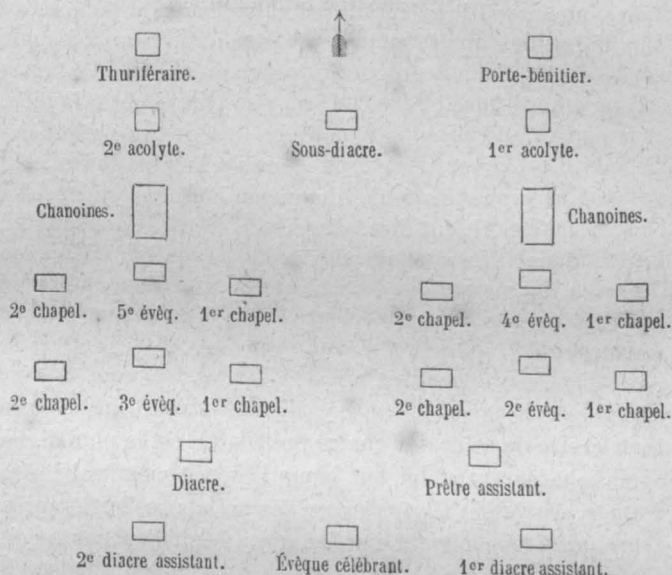 Thuriféraire. Porte-bénitier.
2e acolyte. Sous-diacre. 1er acolyte.
Chanoines. Chanoines.
2e chapel. 5e évêq. 1er chapel. 2e chapel. 4e évêq. 1er chapel.
2e chapel. 3e évêq. 1er chapel. 2e chapel. 2e évêq. 1er chapel.
Diacre. Prêtre assistant.
2e diacre assistant. Évêque célébrant. 1er diacre assistant.